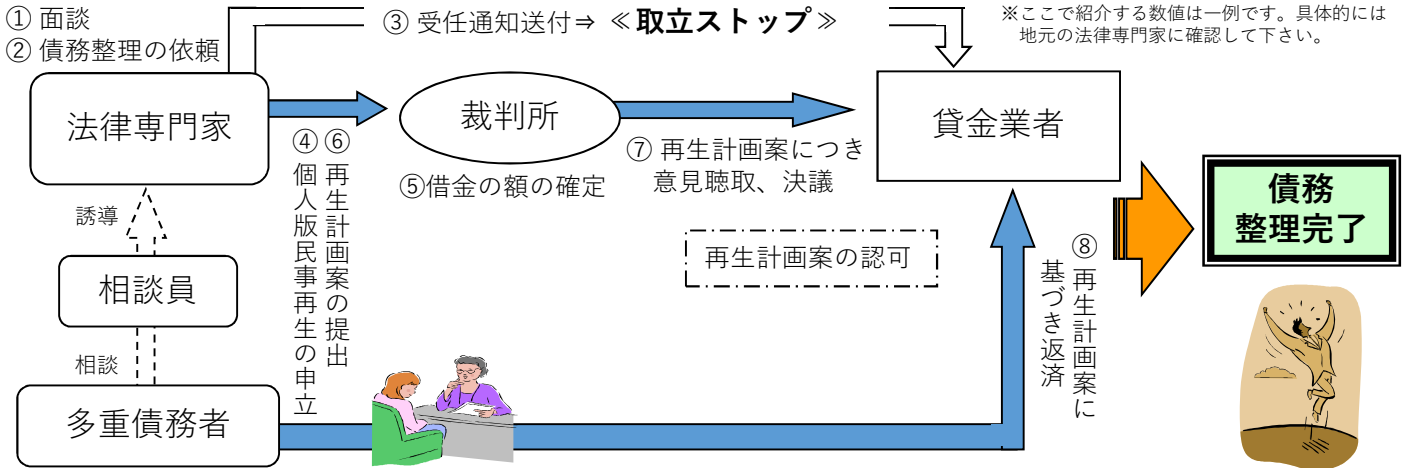 ① 面談
② 債務整理の依頼
③ 受任通知送付⇒ ≪取立ストップ≫
※ここで紹介する数値は一例です。具体的には
地元の法律専門家に確認して下さい。
法律専門家
裁判所
貸金業者
④ 個人版民事再生の申立
⑥ 再生計画案の提出
⑤借金の額の確定
⑦ 再生計画案につき
意見聴取、決議
誘導
相談員
相談
多重債務者
再生計画案の認可
⑧ 再生計画案に
基づき返済
債務
整理完了